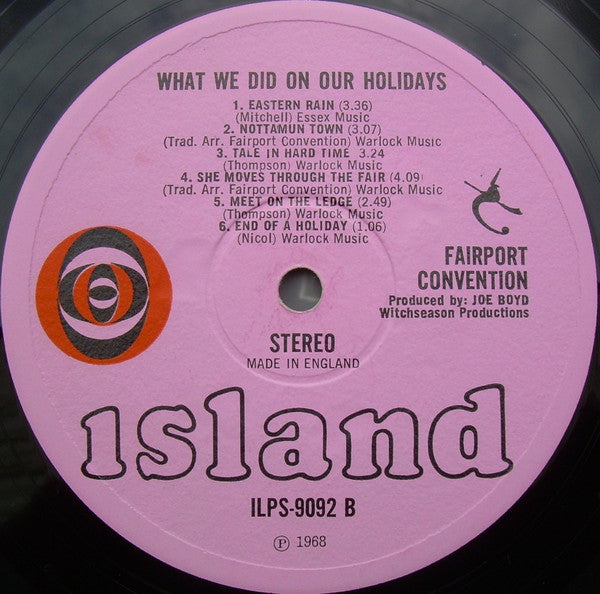 WHAT WE DID ON OUR HOLIDAYS
1. EASTERN RAIN (3.36)
(Mitchell) Essex Music
2. NOTTAMUN TOWN (3.07)
(Trad. Arr. Fairport Convention) Warlock Music
3. TALE IN HARD TIME 3.24
(Thompson) Warlock Music
4. SHE MOVES THROUGH THE FAIR (4.09)
(Trad. Arr. Fairport Convention) Warlock Music
5. MEET ON THE LEDGE (2.49)
(Thompson) Warlock Music
6. END OF A HOLIDAY (1.06)
(Nicol) Warlock Music
FAIRPORT
CONVENTION
Produced by: JOE BOYD
Witchseason Productions
STEREO
MADE IN ENGLAND
island
ILPS-9092 B
℗ 1968